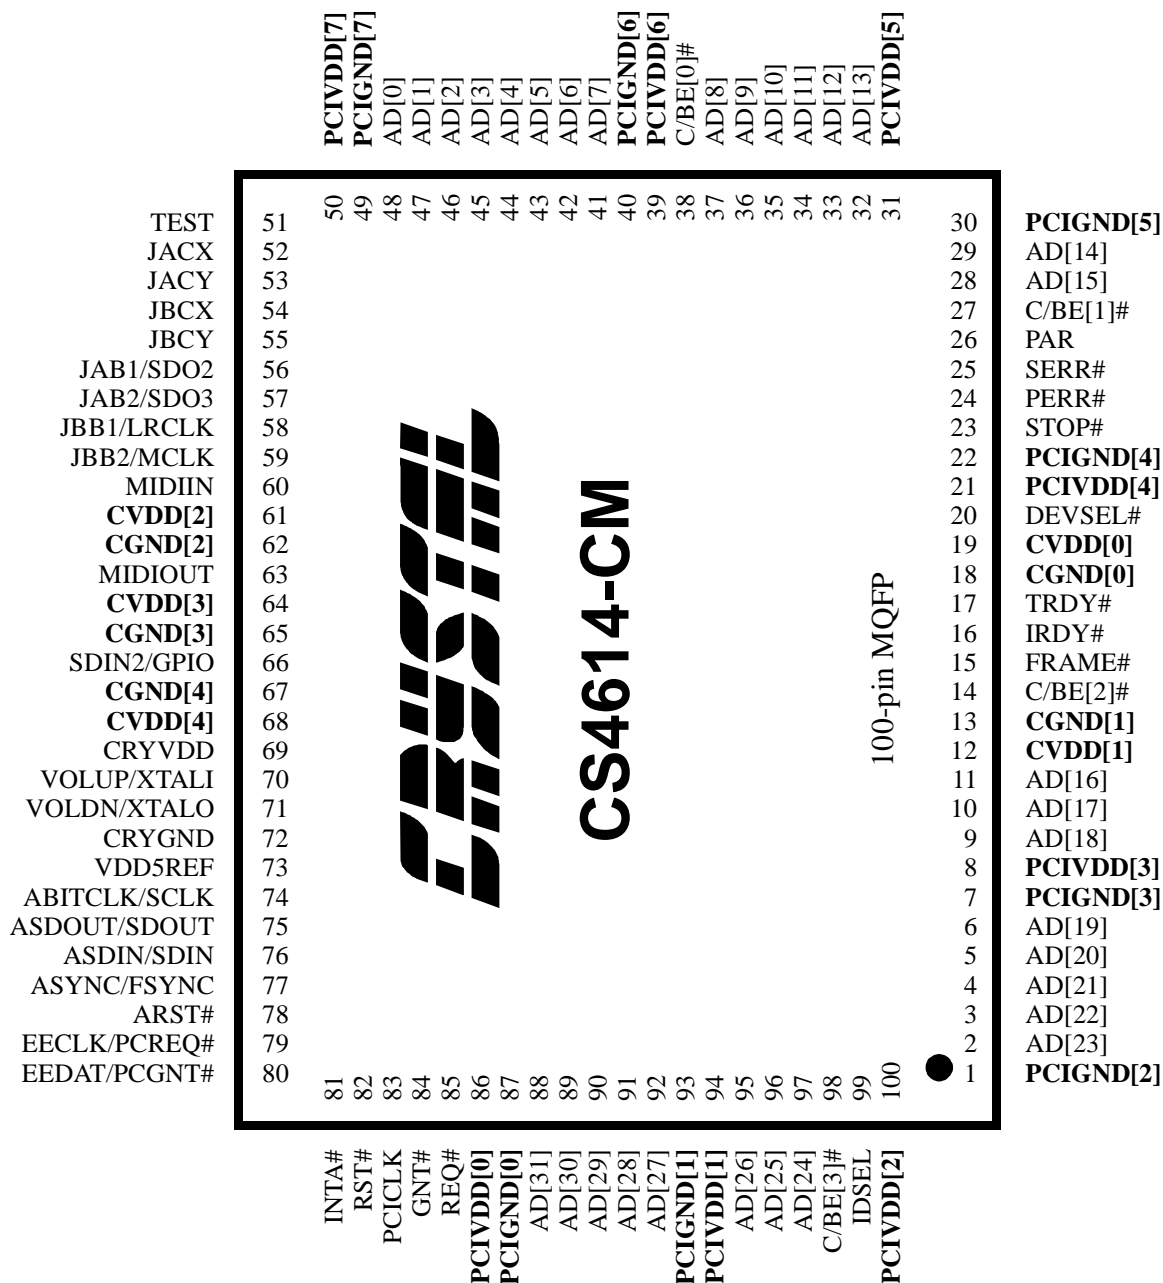 PCIVDD[7]
PCIGND[7]
AD[0]
AD[1]
AD[2]
AD[3]
AD[4]
AD[5]
AD[6]
AD[7]
PCIGND[6]
PCIVDD[6]
C/BE[0]#
AD[8]
AD[9]
AD[10]
AD[11]
AD[12]
AD[13]
PCIVDD[5]
50
49
48
47
46
45
44
43
42
41
40
39
38
37
36
35
34
33
32
31
TEST 51
JACX 52
JACY 53
JBCX 54
JBCY 55
JAB1/SDO2 56
JAB2/SDO3 57
JBB1/LRCLK 58
JBB2/MCLK 59
MIDIIN 60
CVDD[2] 61
CGND[2] 62
MIDIOUT 63
CVDD[3] 64
CGND[3] 65
SDIN2/GPIO 66
CGND[4] 67
CVDD[4] 68
CRYVDD 69
VOLUP/XTALI 70
VOLDN/XTALO 71
CRYGND 72
VDD5REF 73
ABITCLK/SCLK 74
ASDOUT/SDOUT 75
ASDIN/SDIN 76
ASYNC/FSYNC 77
ARST# 78
EECLK/PCREQ# 79
EEDAT/PCGNT# 80
CRYSTAL
CS4614-CM
100-pin MQFP
30 PCIGND[5]
29 AD[14]
28 AD[15]
27 C/BE[1]#
26 PAR
25 SERR#
24 PERR#
23 STOP#
22 PCIGND[4]
21 PCIVDD[4]
20 DEVSEL#
19 CVDD[0]
18 CGND[0]
17 TRDY#
16 IRDY#
15 FRAME#
14 C/BE[2]#
13 CGND[1]
12 CVDD[1]
11 AD[16]
10 AD[17]
9 AD[18]
8 PCIVDD[3]
7 PCIGND[3]
6 AD[19]
5 AD[20]
4 AD[21]
3 AD[22]
2 AD[23]
1 PCIGND[2]
81
82
83
84
85
86
87
88
89
90
91
92
93
94
95
96
97
98
99
100
INTA#
RST#
PCICLK
GNT#
REQ#
PCIVDD[0]
PCIGND[0]
AD[31]
AD[30]
AD[29]
AD[28]
AD[27]
PCIGND[1]
PCIVDD[1]
AD[26]
AD[25]
AD[24]
C/BE[3]#
IDSEL
PCIVDD[2]